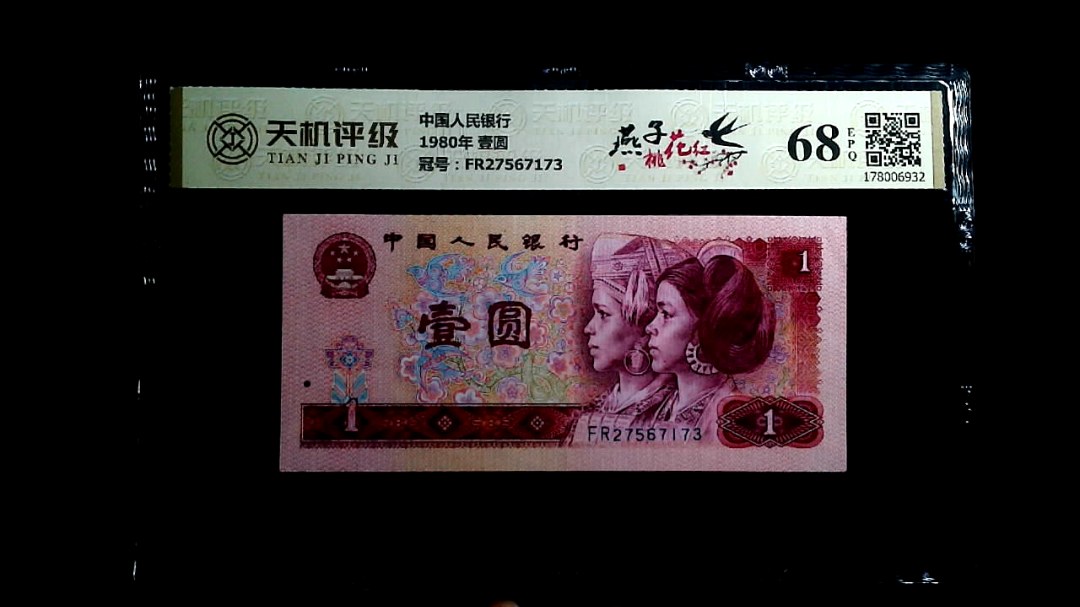 天机评级
TIAN JI PING JI
中国人民银行
1980年 壹圆
冠号：FR27567173
燕子
桃花红
68
EPQ
178006932
中国人民银行
1
壹圆
1
1
FR27567173